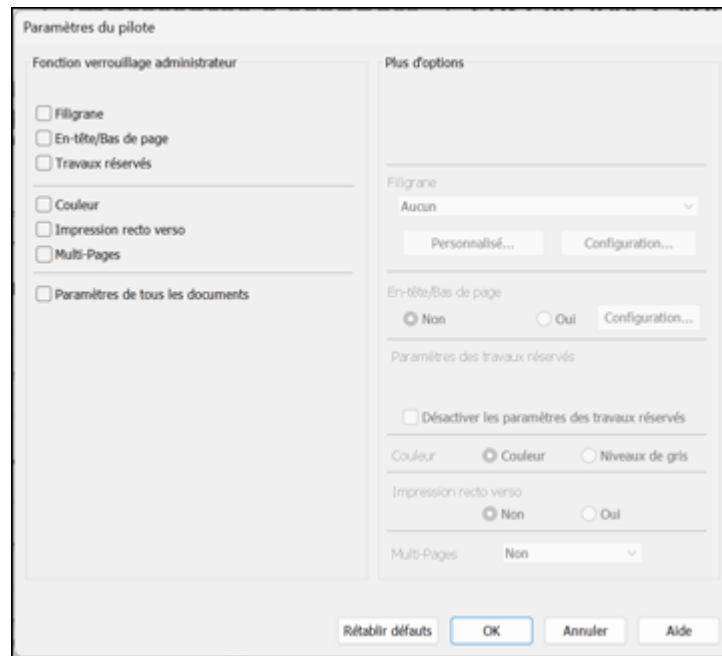 Paramètres du pilote
Fonction verrouillage administrateur
Filigrane
En-tête/Bas de page
Travaux réservés
Couleur
Impression recto verso
Multi-Pages
Paramètres de tous les documents
Plus d'options
Filigrane
Aucun
Personnalisé... Configuration...
En-tête/Bas de page
Non Oui Configuration...
Paramètres des travaux réservés
Désactiver les paramètres des travaux réservés
Couleur Couleur Niveaux de gris
Impression recto verso
Non Oui
Multi-Pages Non
Rétablir défauts OK Annuler Aide